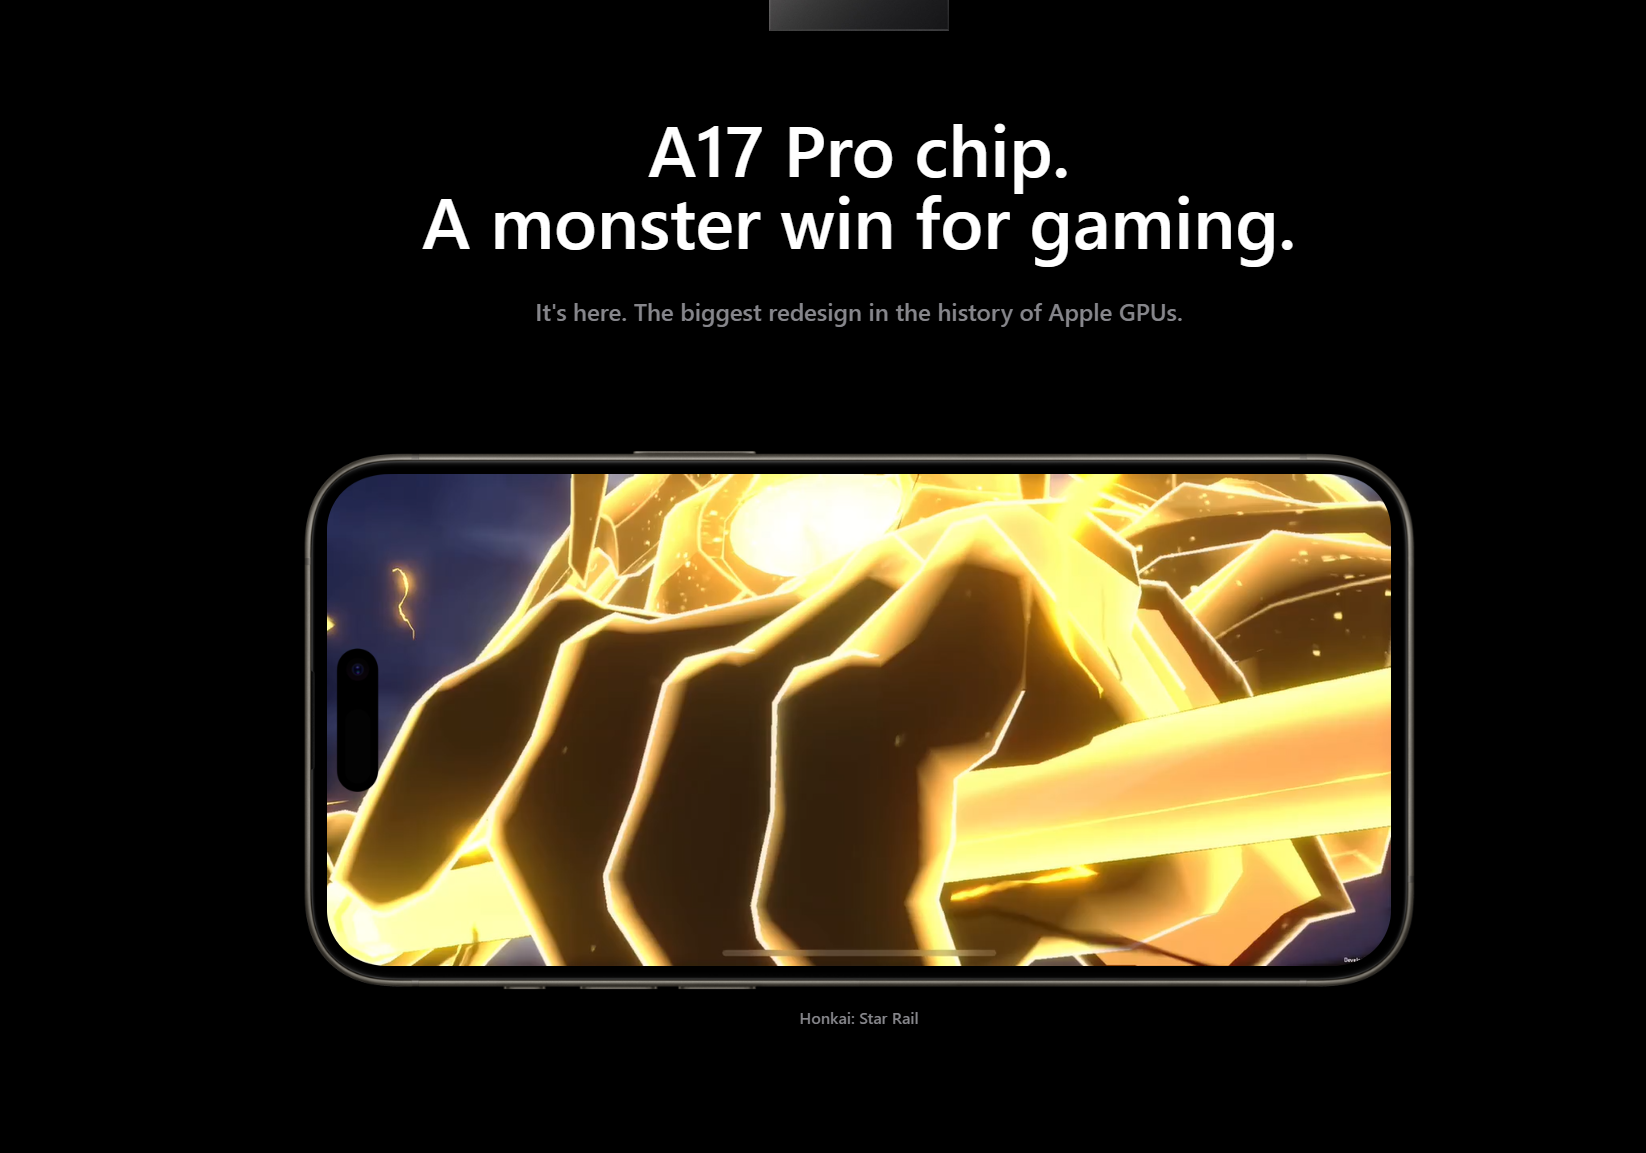 A17 Pro chip.
A monster win for gaming.
It's here. The biggest redesign in the history of Apple GPUs.
Honkai: Star Rail